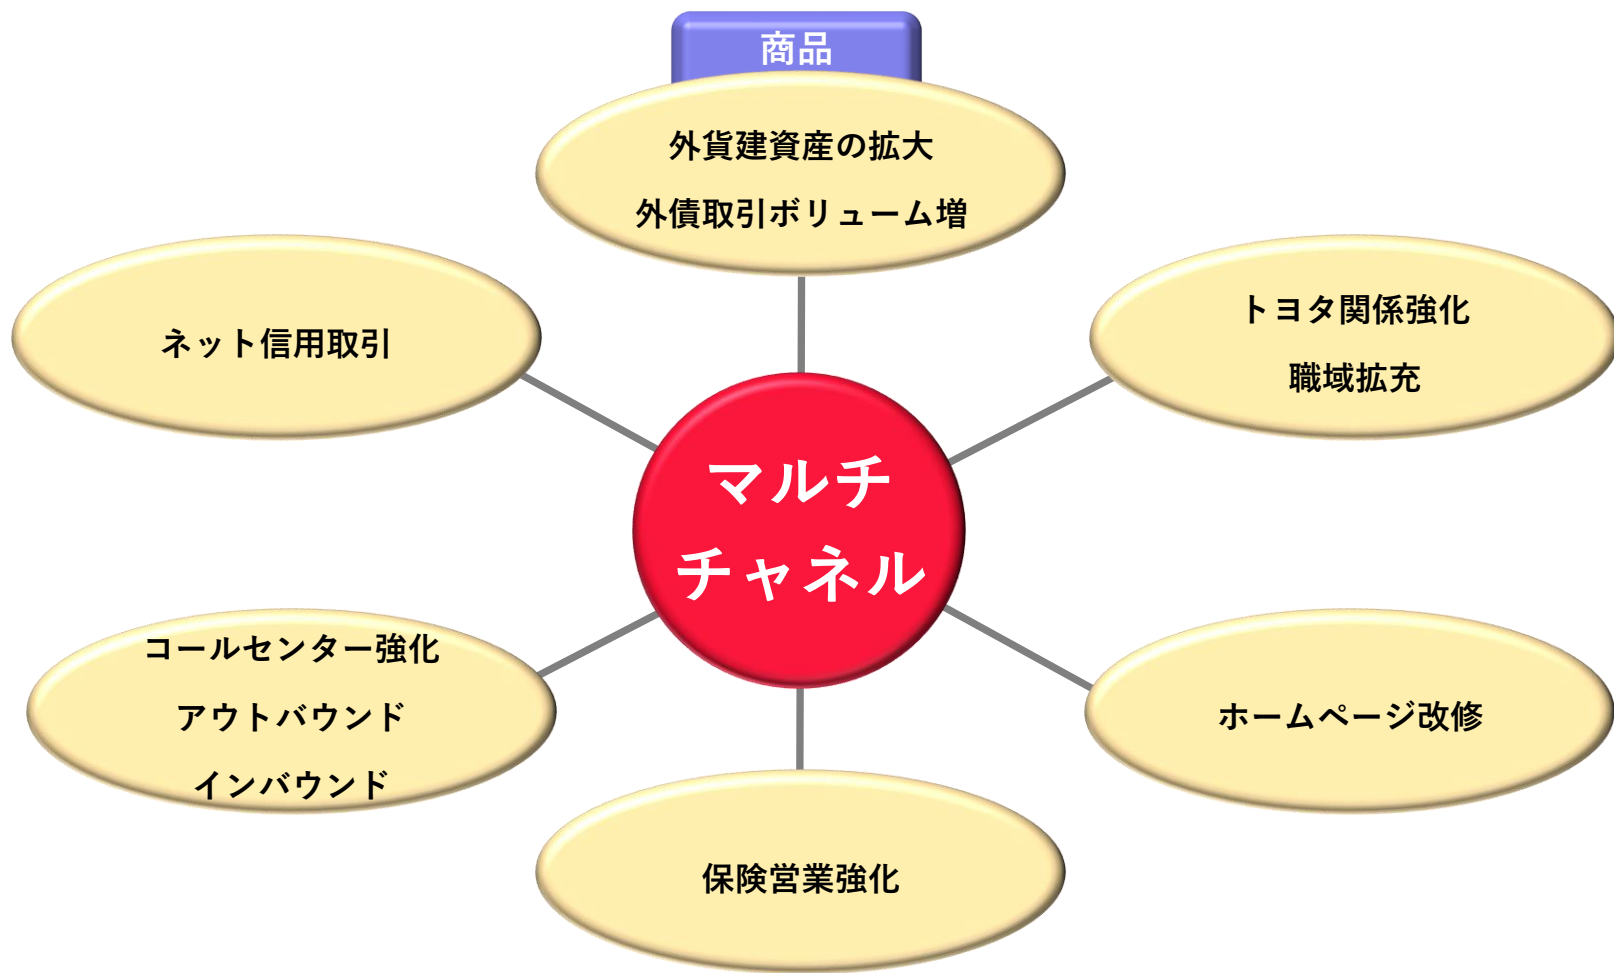 商品
外貨建資産の拡大
外債取引ボリューム増
ネット信用取引
トヨタ関係強化
職域拡充
マルチ
チャネル
コールセンター強化
アウトバウンド
インバウンド
ホームページ改修
保険営業強化